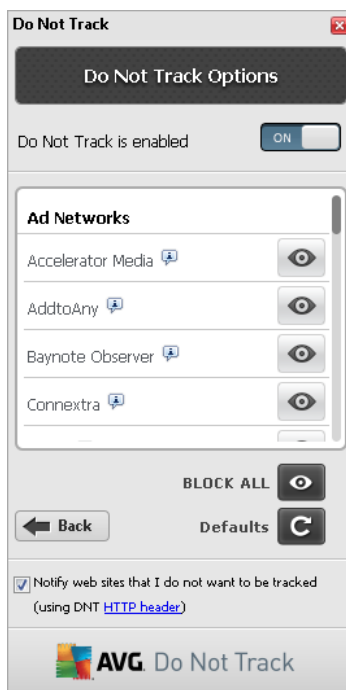 Do Not Track
Do Not Track Options
Do Not Track is enabled
ON
Ad Networks
Accelerator Media
AddtoAny
Baynote Observer
Connextra
BLOCK ALL
Back
Defaults
Notify web sites that I do not want to be tracked
(using DNT HTTP header)
AVG. Do Not Track